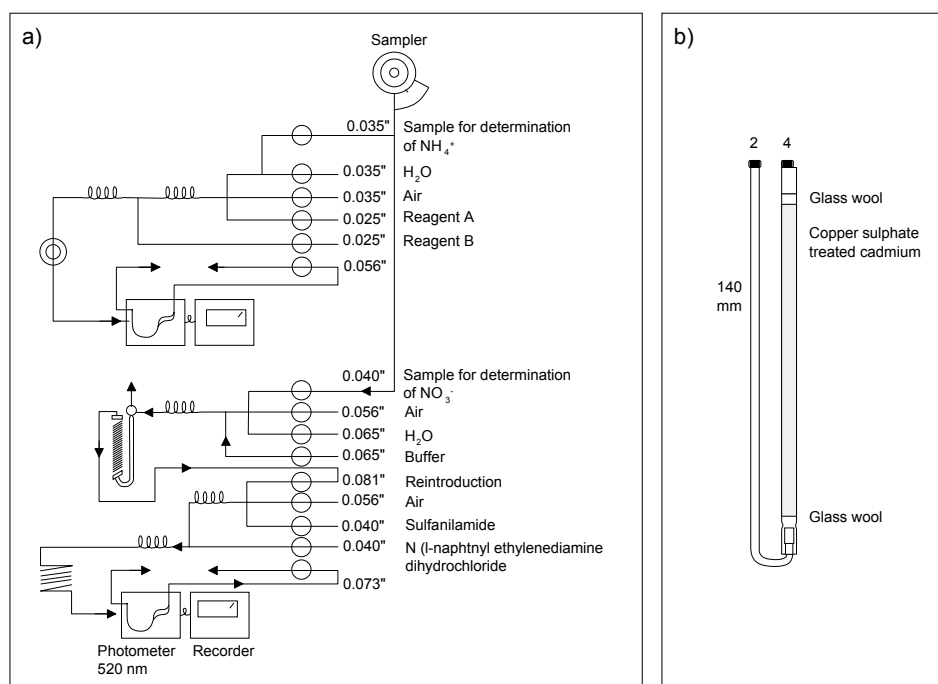 a)
Sampler
0.035" Sample for determination
of NH₄⁺
0.035" H₂O
0.035" Air
0.025" Reagent A
0.025" Reagent B
0.056"
0.040" Sample for determination
of NO₃⁻
0.056" Air
0.065" H₂O
0.065" Buffer
0.081" Reintroduction
0.056" Air
0.040" Sulfanilamide
0.040" N (l-naphtnyl ethylenediamine
dihydrochloride
0.073"
Photometer
520 nm
Recorder
b)
2 4
Glass wool
Copper sulphate
treated cadmium
140
mm
Glass wool